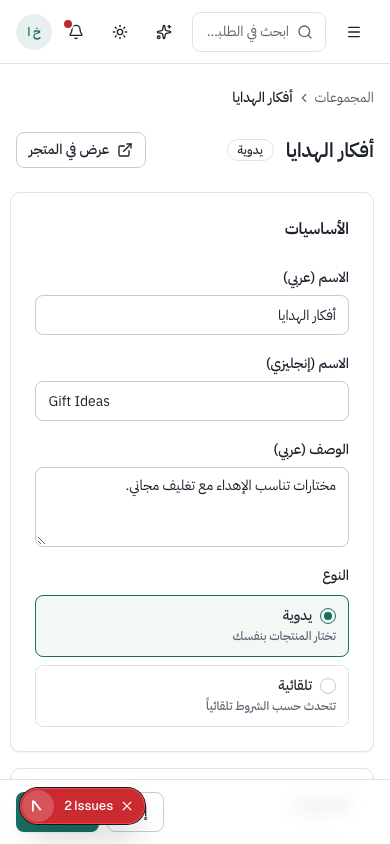 ابحث في الطلبـ...
خ ا
المجموعات
أفكار الهدايا
أفكار الهدايا
يدوية
عرض في المتجر
الأساسيات
الاسم (عربي)
أفكار الهدايا
الاسم (إنجليزي)
Gift Ideas
الوصف (عربي)
مختارات تناسب الإهداء مع تغليف مجاني.
النوع
يدوية
تختار المنتجات بنفسك
تلقائية
تتحدث حسب الشروط تلقائياً
2 Issues